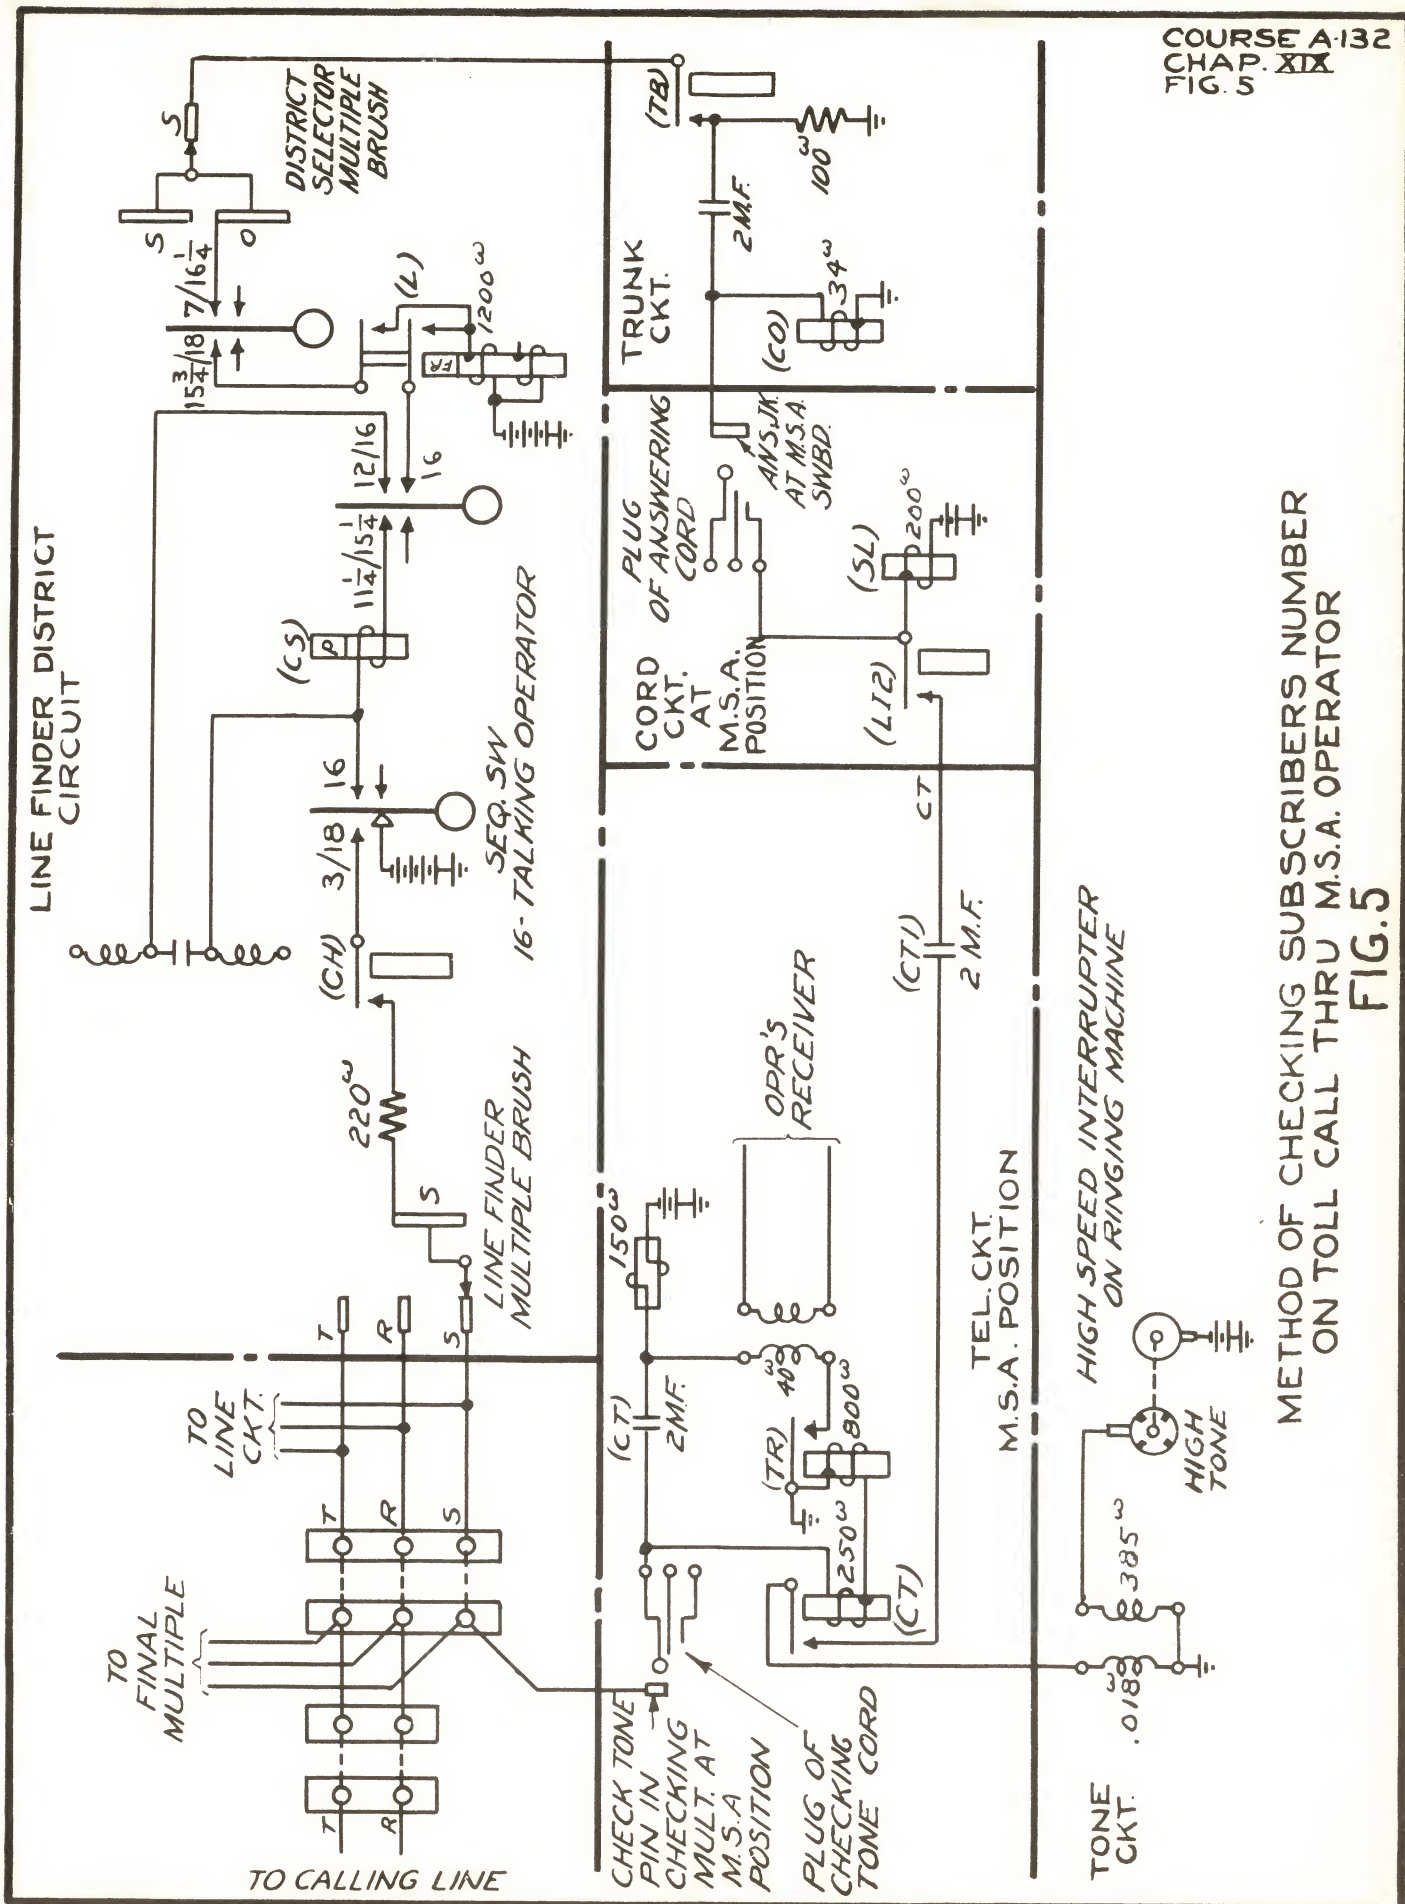 COURSE A-132
CHAP. XIX
FIG. 5
LINE FINDER DISTRICT
CIRCUIT
TO CALLING LINE
T
R
TO
FINAL
MULTIPLE
T
R
S
TO
LINE
CKT.
T
R
S
LINE FINDER
MULTIPLE BRUSH
S
220ω
(CH)
3/18
16
SEQ. SW
16- TALKING OPERATOR
(CS)
P
11 1/4/15 1/4
12/16
16
15 3/4/18
7/16 1/4
(L)
FR
1200ω
S
O
S
DISTRICT
SELECTOR
MULTIPLE
BRUSH
CHECK TONE
PIN IN
CHECKING
MULT. AT
M.S.A
POSITION
PLUG OF
CHECKING
TONE CORD
(CT)
2 M.F.
150ω
40ω
(TR)
800ω
250ω
(CT)
OPR'S
RECEIVER
TEL. CKT.
M.S.A. POSITION
(CT1)
2 M.F.
CT
CORD
CKT.
AT
M.S.A.
POSITION
PLUG
OF ANSWERING
CORD
(L12)
(SL)
200ω
ANS. JK.
AT M.S.A.
SWBD.
TRUNK
CKT.
(CO)
34ω
2 M.F.
(TB)
100ω
TONE
CKT.
.018ω
385ω
HIGH
TONE
HIGH SPEED INTERRUPTER
ON RINGING MACHINE
METHOD OF CHECKING SUBSCRIBERS NUMBER
ON TOLL CALL THRU M.S.A. OPERATOR
FIG. 5